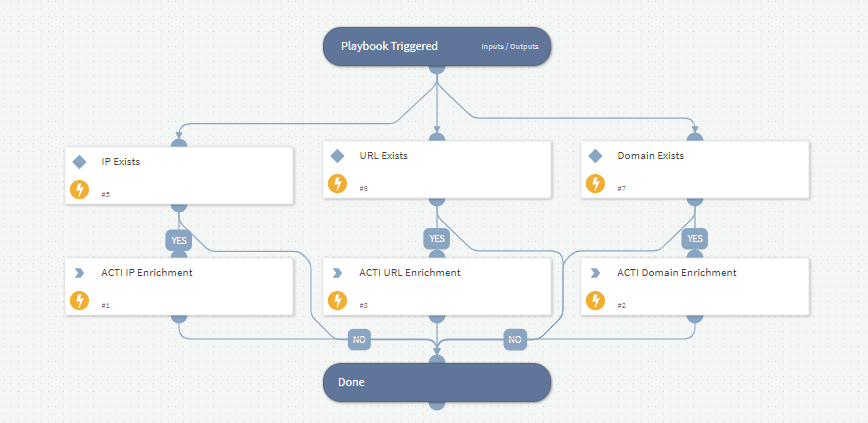 Playbook Triggered Inputs / Outputs
IP Exists
#5
URL Exists
#6
Domain Exists
#7
YES
YES
YES
ACTI IP Enrichment
#1
ACTI URL Enrichment
#3
ACTI Domain Enrichment
#2
NO
NO
Done